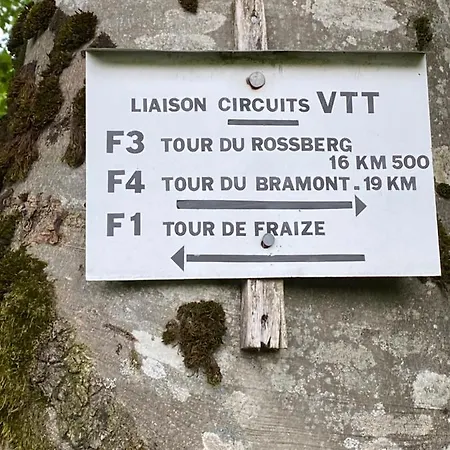 LIAISON CIRCUITS VTT
F3 TOUR DU ROSSBERG
16 KM 500
F4 TOUR DU BRAMONT - 19 KM
F1 TOUR DE FRAIZE